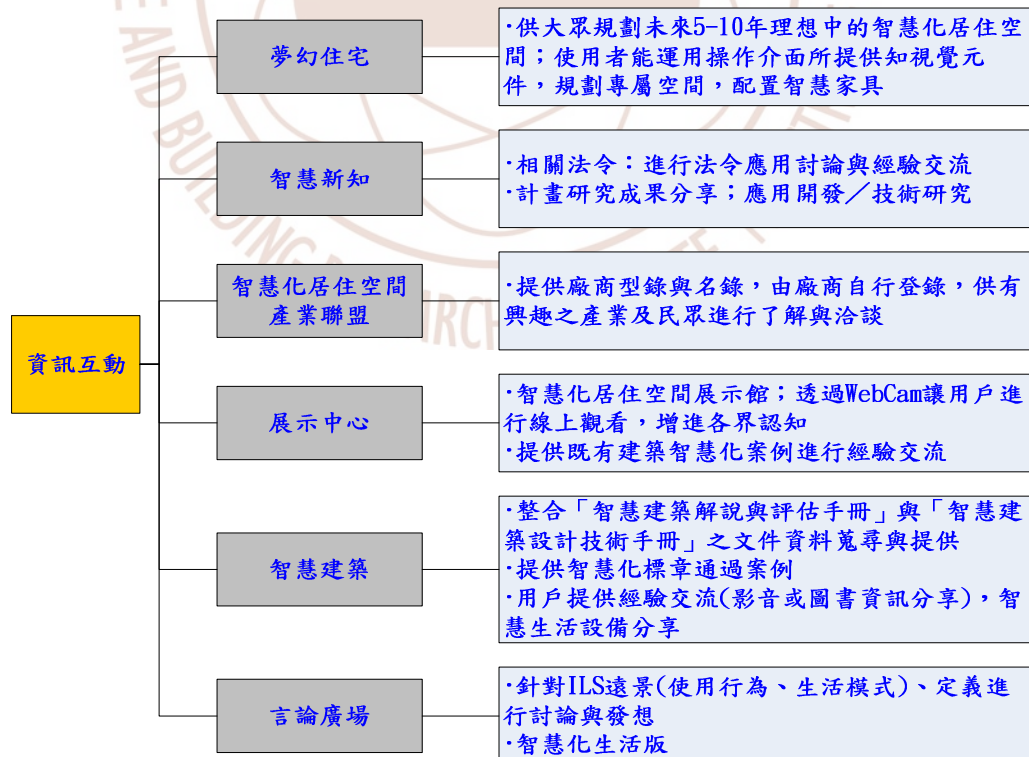 資訊互動
夢幻住宅
·供大眾規劃未來5-10年理想中的智慧化居住空
間；使用者能運用操作介面所提供知視覺元
件，規劃專屬空間，配置智慧家具
智慧新知
·相關法令：進行法令應用討論與經驗交流
·計畫研究成果分享；應用開發／技術研究
智慧化居住空間
產業聯盟
·提供廠商型錄與名錄，由廠商自行登錄，供有
興趣之產業及民眾進行了解與洽談
展示中心
·智慧化居住空間展示館；透過WebCam讓用戶進
行線上觀看，增進各界認知
·提供既有建築智慧化案例進行經驗交流
智慧建築
·整合「智慧建築解說與評估手冊」與「智慧建
築設計技術手冊」之文件資料蒐尋與提供
·提供智慧化標章通過案例
·用戶提供經驗交流(影音或圖書資訊分享)，智
慧生活設備分享
言論廣場
·針對ILS遠景(使用行為、生活模式)、定義進
行討論與發想
·智慧化生活版